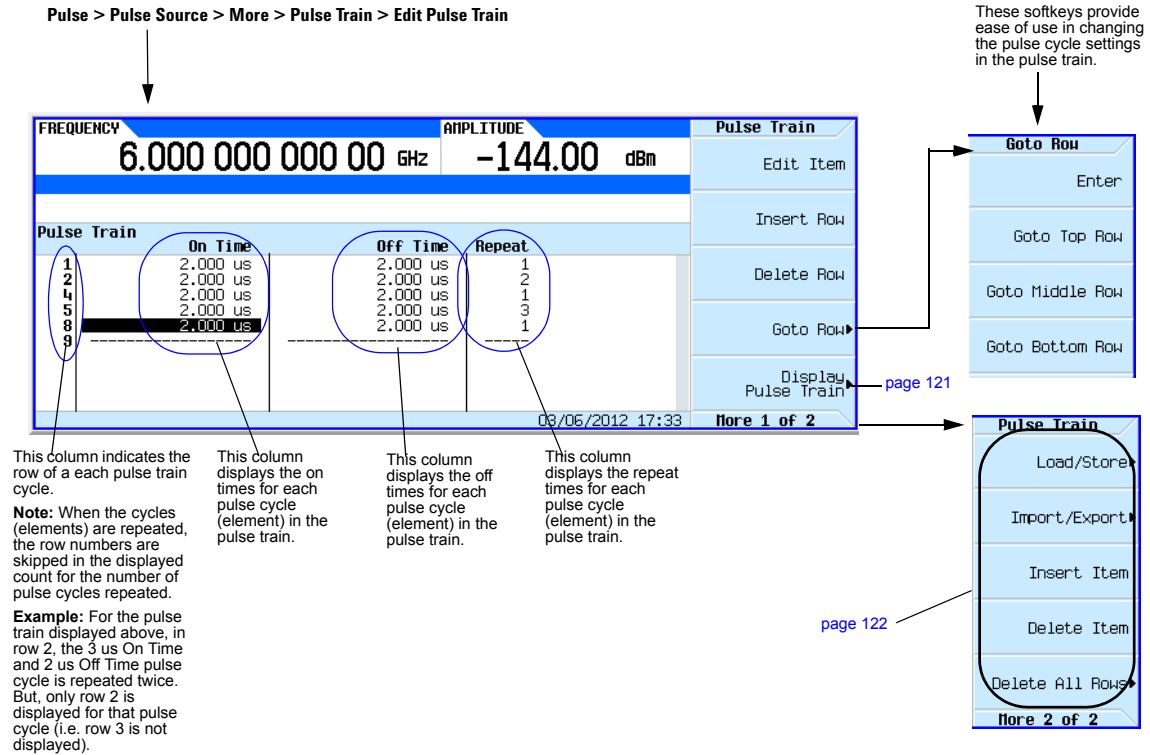 Pulse > Pulse Source > More > Pulse Train > Edit Pulse Train
These softkeys provide
ease of use in changing
the pulse cycle settings
in the pulse train.
FREQUENCY
6.000 000 000 00 GHz
AMPLITUDE
-144.00 dBm
Pulse Train
On Time Off Time Repeat
1 2.000 us 2.000 us 1
2 2.000 us 2.000 us 2
4 2.000 us 2.000 us 1
5 2.000 us 2.000 us 3
8 2.000 us 2.000 us 1
9 -------------------- -------------------- -----
03/06/2012 17:33
Pulse Train
Edit Item
Insert Row
Delete Row
Goto Row
Display
Pulse Train
More 1 of 2
page 121
Goto Row
Enter
Goto Top Row
Goto Middle Row
Goto Bottom Row
Pulse Train
Load/Store
Import/Export
Insert Item
Delete Item
Delete All Rows
More 2 of 2
page 122
This column indicates the
row of a each pulse train
cycle.
Note: When the cycles
(elements) are repeated,
the row numbers are
skipped in the displayed
count for the number of
pulse cycles repeated.
Example: For the pulse
train displayed above, in
row 2, the 3 us On Time
and 2 us Off Time pulse
cycle is repeated twice.
But, only row 2 is
displayed for that pulse
cycle (i.e. row 3 is not
displayed).
This column
displays the on
times for each
pulse cycle
(element) in the
pulse train.
This column
displays the off
times for each
pulse cycle
(element) in the
pulse train.
This column
displays the repeat
times for each
pulse cycle
(element) in the
pulse train.